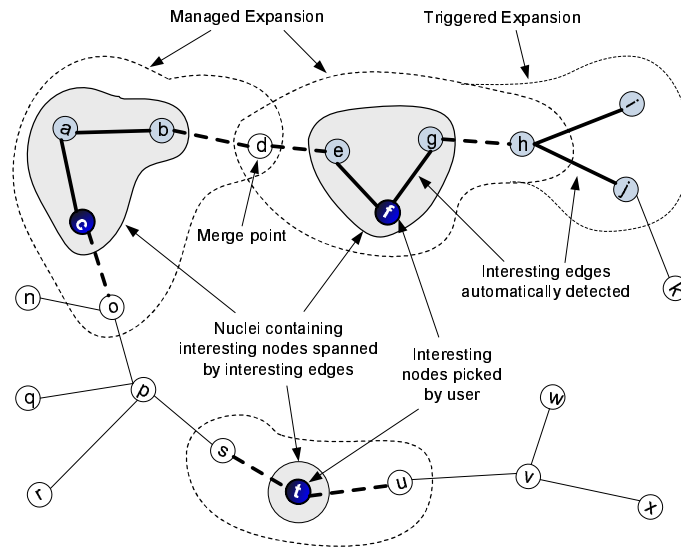 Managed Expansion
Triggered Expansion
a
b
d
e
g
h
i
j
c
f
Merge point
Interesting edges
automatically detected
k
n
o
Nuclei containing
interesting nodes spanned
by interesting edges
Interesting
nodes picked
by user
q
p
w
r
s
t
u
v
x